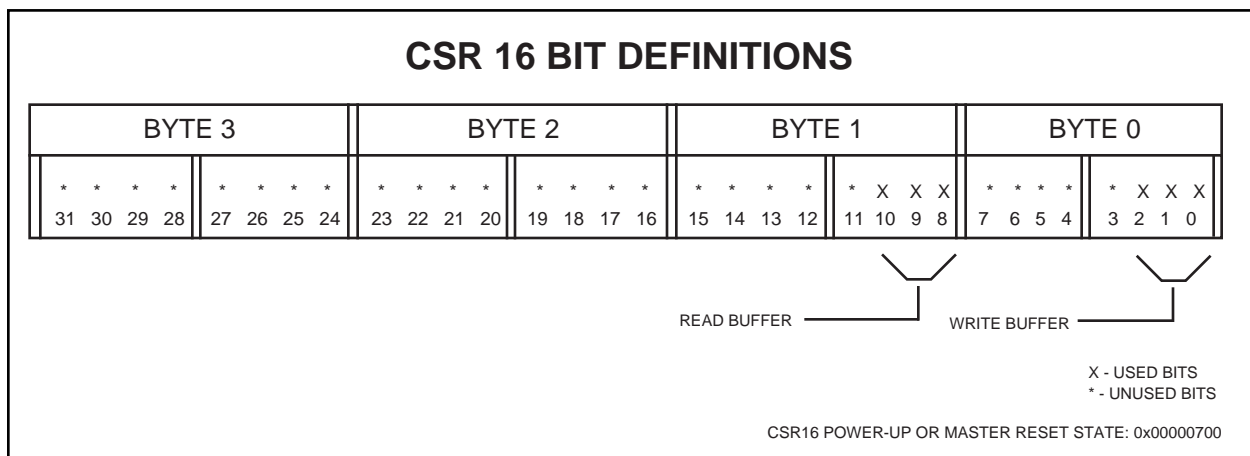 CSR 16 BIT DEFINITIONS
BYTE 3 BYTE 2 BYTE 1 BYTE 0
* * * * * * * * * * * * * * * * * * * * * X X X * * * * * X X X
31 30 29 28 27 26 25 24 23 22 21 20 19 18 17 16 15 14 13 12 11 10 9 8 7 6 5 4 3 2 1 0
READ BUFFER WRITE BUFFER
X - USED BITS
* - UNUSED BITS
CSR16 POWER-UP OR MASTER RESET STATE: 0x00000700